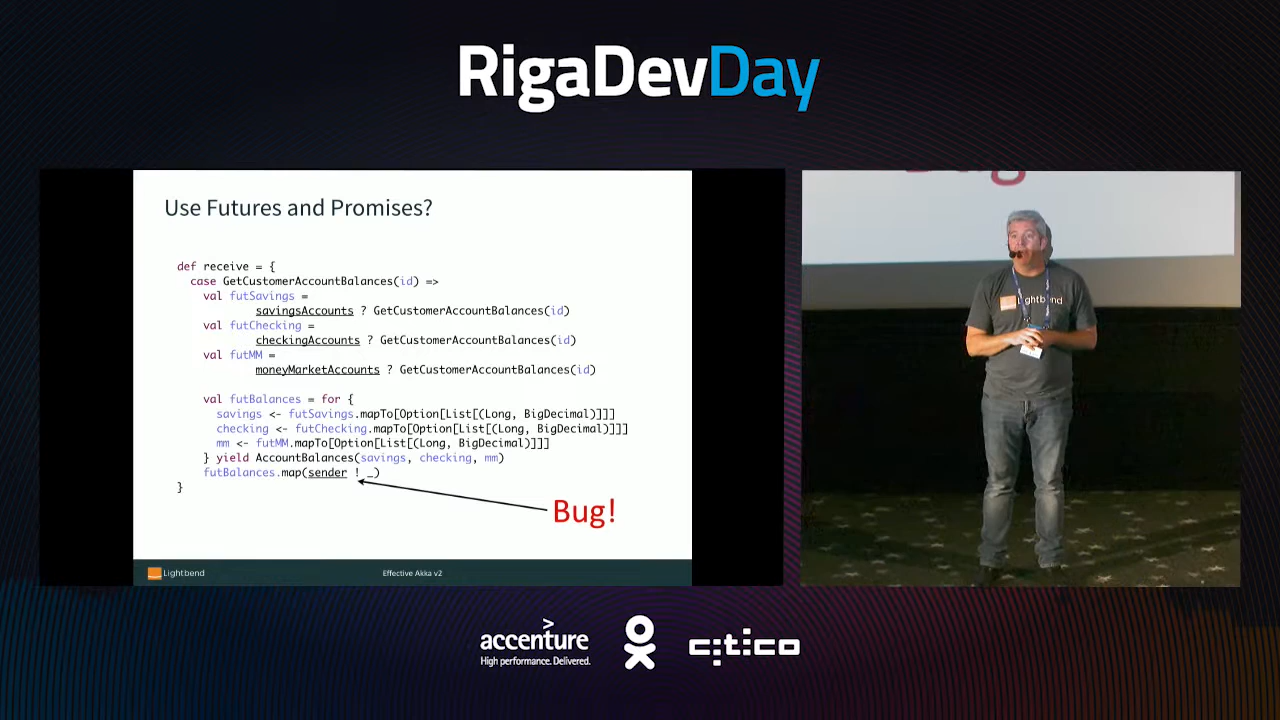 RigaDevDay
Use Futures and Promises?
def receive = {
case GetCustomerAccountBalances(id) =>
val futSavings =
savingsAccounts ? GetCustomerAccountBalances(id)
val futChecking =
checkingAccounts ? GetCustomerAccountBalances(id)
val futMM =
moneyMarketAccounts ? GetCustomerAccountBalances(id)
val futBalances = for {
savings <- futSavings.mapTo[Option[List[(Long, BigDecimal)]]]
checking <- futChecking.mapTo[Option[List[(Long, BigDecimal)]]]
mm <- futMM.mapTo[Option[List[(Long, BigDecimal)]]]
} yield AccountBalances(savings, checking, mm)
futBalances.map(sender ! _)
}
Bug!
Lightbend
Effective Akka v2
Lightbend
>
accenture
High performance. Delivered.
citico